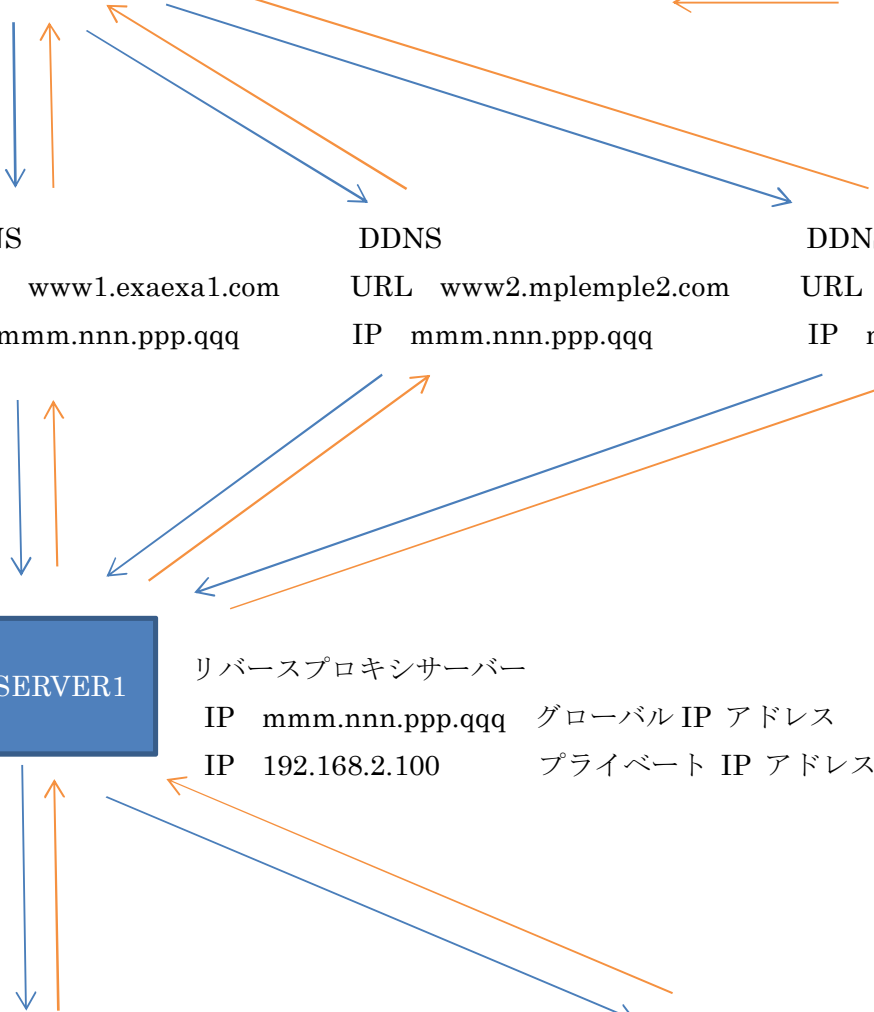 NS DDNS DDNS
www1.exaexa1.com URL www2.mplemple2.com URL
mmm.nnn.ppp.qqq IP mmm.nnn.ppp.qqq IP
リバースプロキシサーバー
SERVER1
IP mmm.nnn.ppp.qqq グローバル IP アドレス
IP 192.168.2.100 プライベート IP アドレス